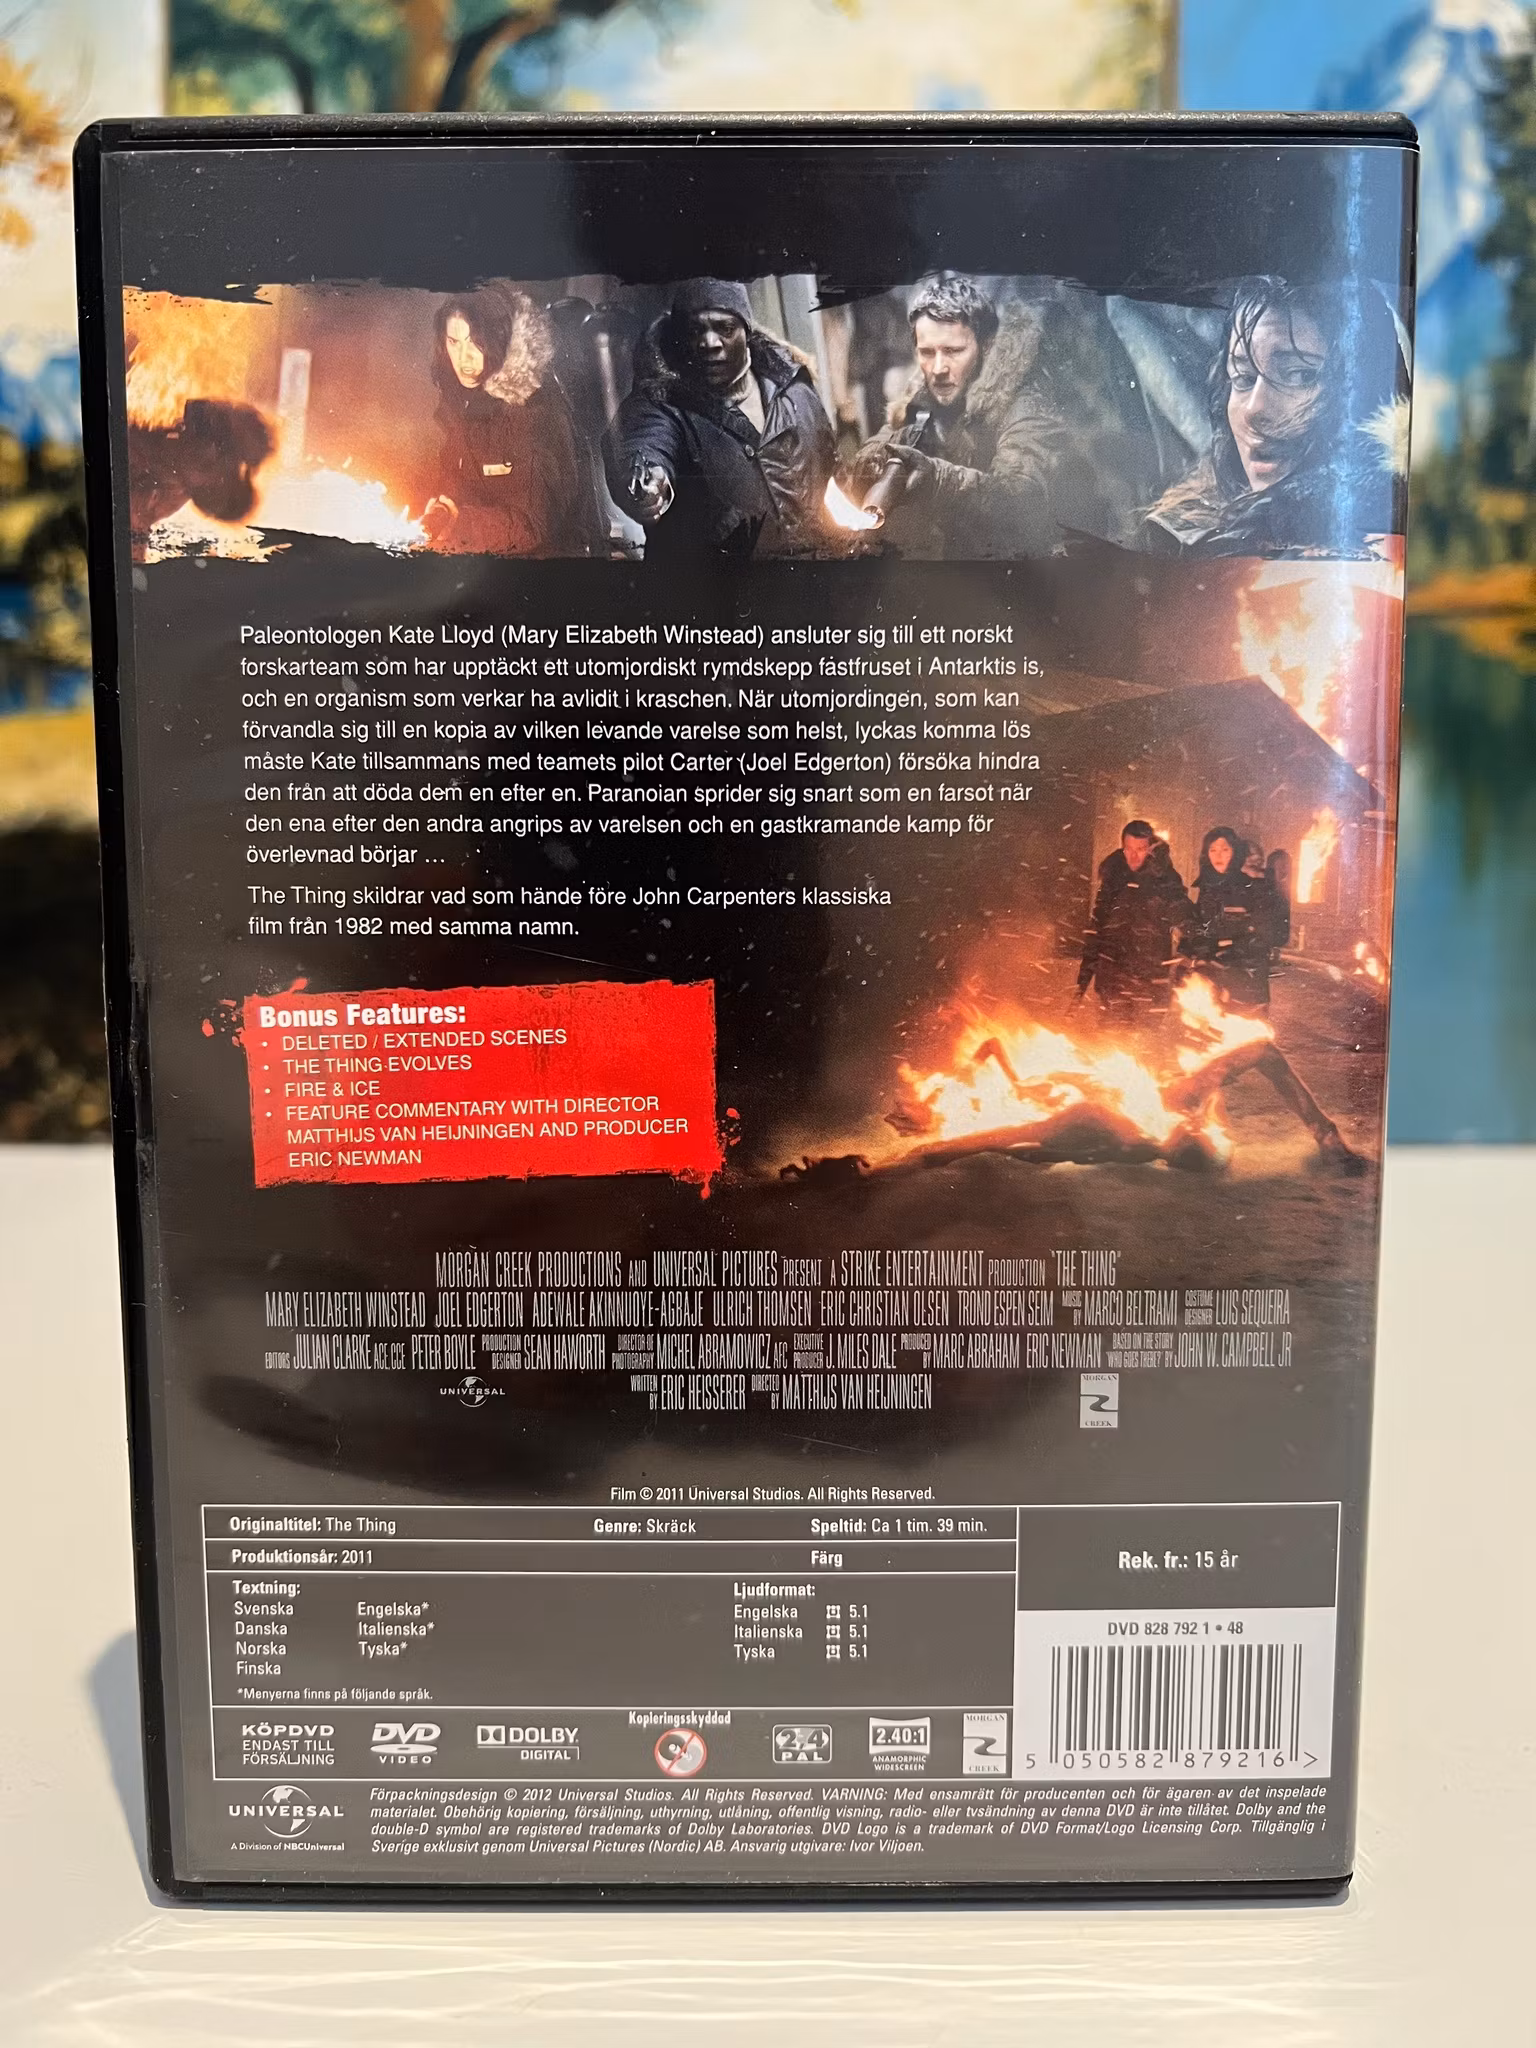 Paleontologen Kate Lloyd (Mary Elizabeth Winstead) ansluter sig till ett norskt
forskarteam som har upptäckt ett utomjordiskt rymdskepp fastfruset i Antarktis is,
och en organism som verkar ha avlidit i kraschen. När utomjordingen, som kan
förvandla sig till en kopia av vilken levande varelse som helst, lyckas komma lös
måste Kate tillsammans med teamets pilot Carter (Joel Edgerton) försöka hindra
den från att döda dem en efter en. Paranoian sprider sig snart som en farsot när
den ena efter den andra angrips av varelsen och en gastkramande kamp för
överlevnad börjar ...
The Thing skildrar vad som hände före John Carpenters klassiska
film från 1982 med samma namn.
Bonus Features:
• DELETED / EXTENDED SCENES
• THE THING EVOLVES
• FIRE & ICE
• FEATURE COMMENTARY WITH DIRECTOR
MATTHIJS VAN HEIJNINGEN AND PRODUCER
ERIC NEWMAN
MORGAN CREEK PRODUCTIONS AND UNIVERSAL PICTURES PRESENT A STRIKE ENTERTAINMENT PRODUCTION "THE THING"
MARY ELIZABETH WINSTEAD JOEL EDGERTON ADEWALE AKINNUOYE-AGBAJE ULRICH THOMSEN ERIC CHRISTIAN OLSEN TROND ESPEN SEIM MUSIC BY MARCO BELTRAMI COSTUME DESIGNER LUIS SEQUEIRA
EDITORS JULIAN CLARKE ACE, CCE PETER BOYLE PRODUCTION DESIGNER SEAN HAWORTH DIRECTOR OF PHOTOGRAPHY MICHEL ABRAMOWICZ AFC EXECUTIVE PRODUCER J. MILES DALE PRODUCED BY MARC ABRAHAM ERIC NEWMAN BASED ON THE STORY "WHO GOES THERE?" BY JOHN W. CAMPBELL JR
UNIVERSAL WRITTEN BY ERIC HEISSERER DIRECTED BY MATTHIJS VAN HEIJNINGEN MORGAN CREEK
Film © 2011 Universal Studios. All Rights Reserved.
Originaltitel: The Thing Genre: Skräck Speltid: Ca 1 tim. 39 min.
Produktionsår: 2011 Färg
Rek. fr.: 15 år
Textning:
Svenska Engelska*
Danska Italienska*
Norska Tyska*
Finska
*Menyerna finns på följande språk.
Ljudformat:
Engelska 5.1
Italienska 5.1
Tyska 5.1
DVD 828 792 1 • 48
5 050582 879216 >
KÖPDVD
ENDAST TILL
FÖRSÄLJNING
DVD
VIDEO
DOLBY
DIGITAL
Kopieringsskyddad
2,4
PAL
2.40:1
ANAMORPHIC
WIDESCREEN
MORGAN
CREEK
UNIVERSAL
A Division of NBCUniversal
Förpackningsdesign © 2012 Universal Studios. All Rights Reserved. VARNING: Med ensamrätt för producenten och för ägaren av det inspelade
materialet. Obehörig kopiering, försäljning, uthyrning, utlåning, offentlig visning, radio- eller tvsändning av denna DVD är inte tillåtet. Dolby and the
double-D symbol are registered trademarks of Dolby Laboratories. DVD Logo is a trademark of DVD Format/Logo Licensing Corp. Tillgänglig i
Sverige exklusivt genom Universal Pictures (Nordic) AB. Ansvarig utgivare: Ivor Viljoen.